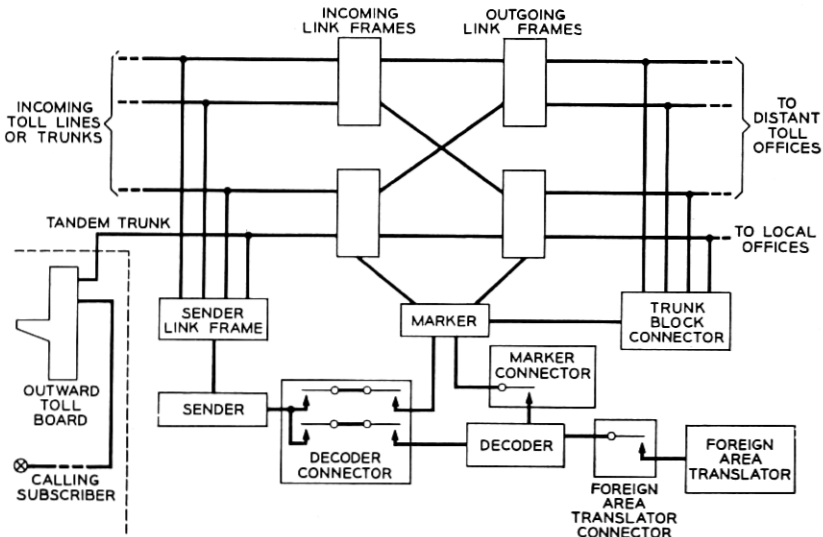 INCOMING
LINK FRAMES
OUTGOING
LINK FRAMES
INCOMING
TOLL LINES
OR TRUNKS
TO
DISTANT
TOLL
OFFICES
TANDEM TRUNK
TO LOCAL
OFFICES
SENDER
LINK FRAME
MARKER
TRUNK
BLOCK
CONNECTOR
MARKER
CONNECTOR
OUTWARD
TOLL
BOARD
SENDER
DECODER
CONNECTOR
DECODER
FOREIGN
AREA
TRANSLATOR
CALLING
SUBSCRIBER
FOREIGN
AREA
TRANSLATOR
CONNECTOR